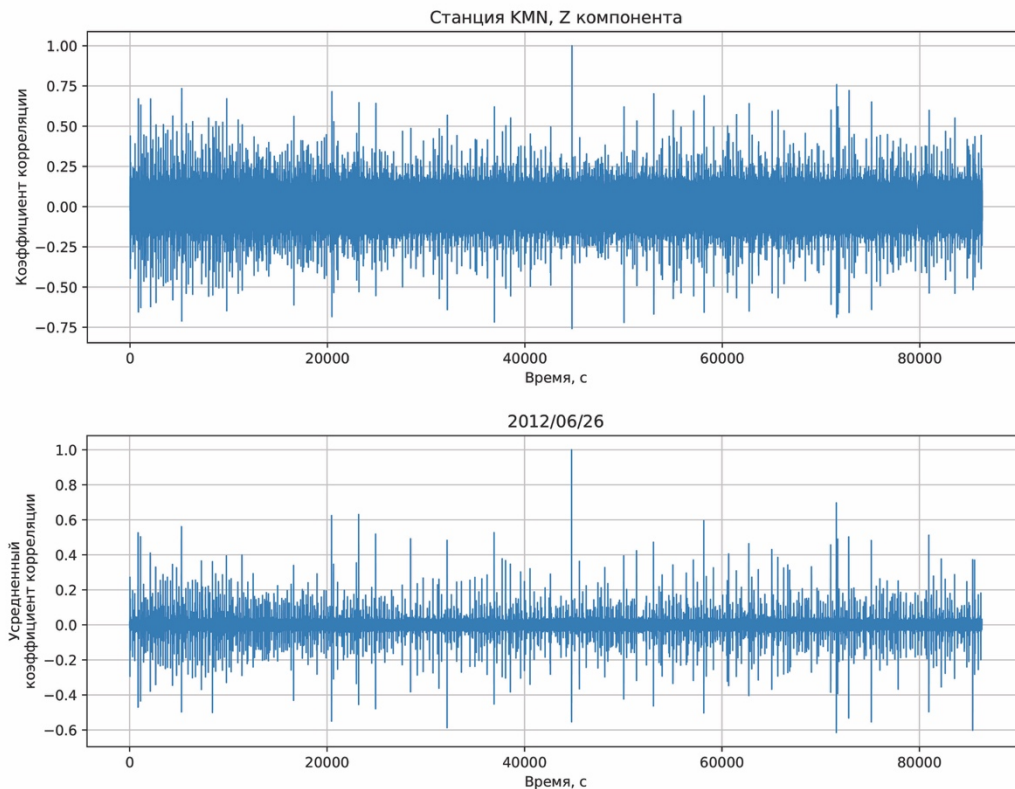 Станция KMN, Z компонента
Коэффициент корреляции
1.00
0.75
0.50
0.25
0.00
−0.25
−0.50
−0.75
0 20000 40000 60000 80000
Время, с
2012/06/26
Усредненный
коэффициент корреляции
1.0
0.8
0.6
0.4
0.2
0.0
−0.2
−0.4
−0.6
0 20000 40000 60000 80000
Время, с